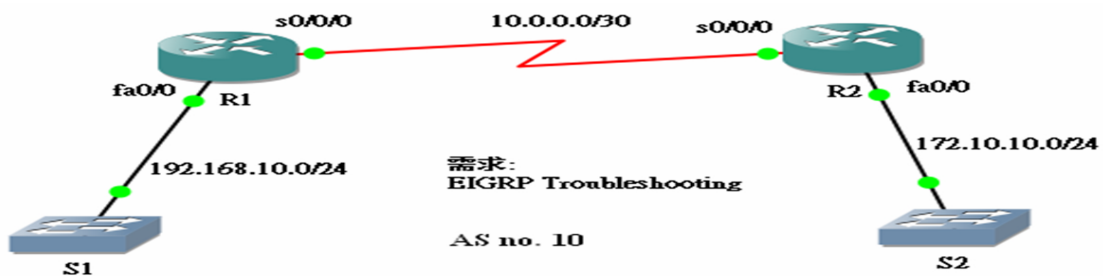 s0/0/0
10.0.0.0/30
s0/0/0
fa0/0
R1
R2
fa0/0
192.168.10.0/24
172.10.10.0/24
需求:
EIGRP Troubleshooting
AS no. 10
S1
S2